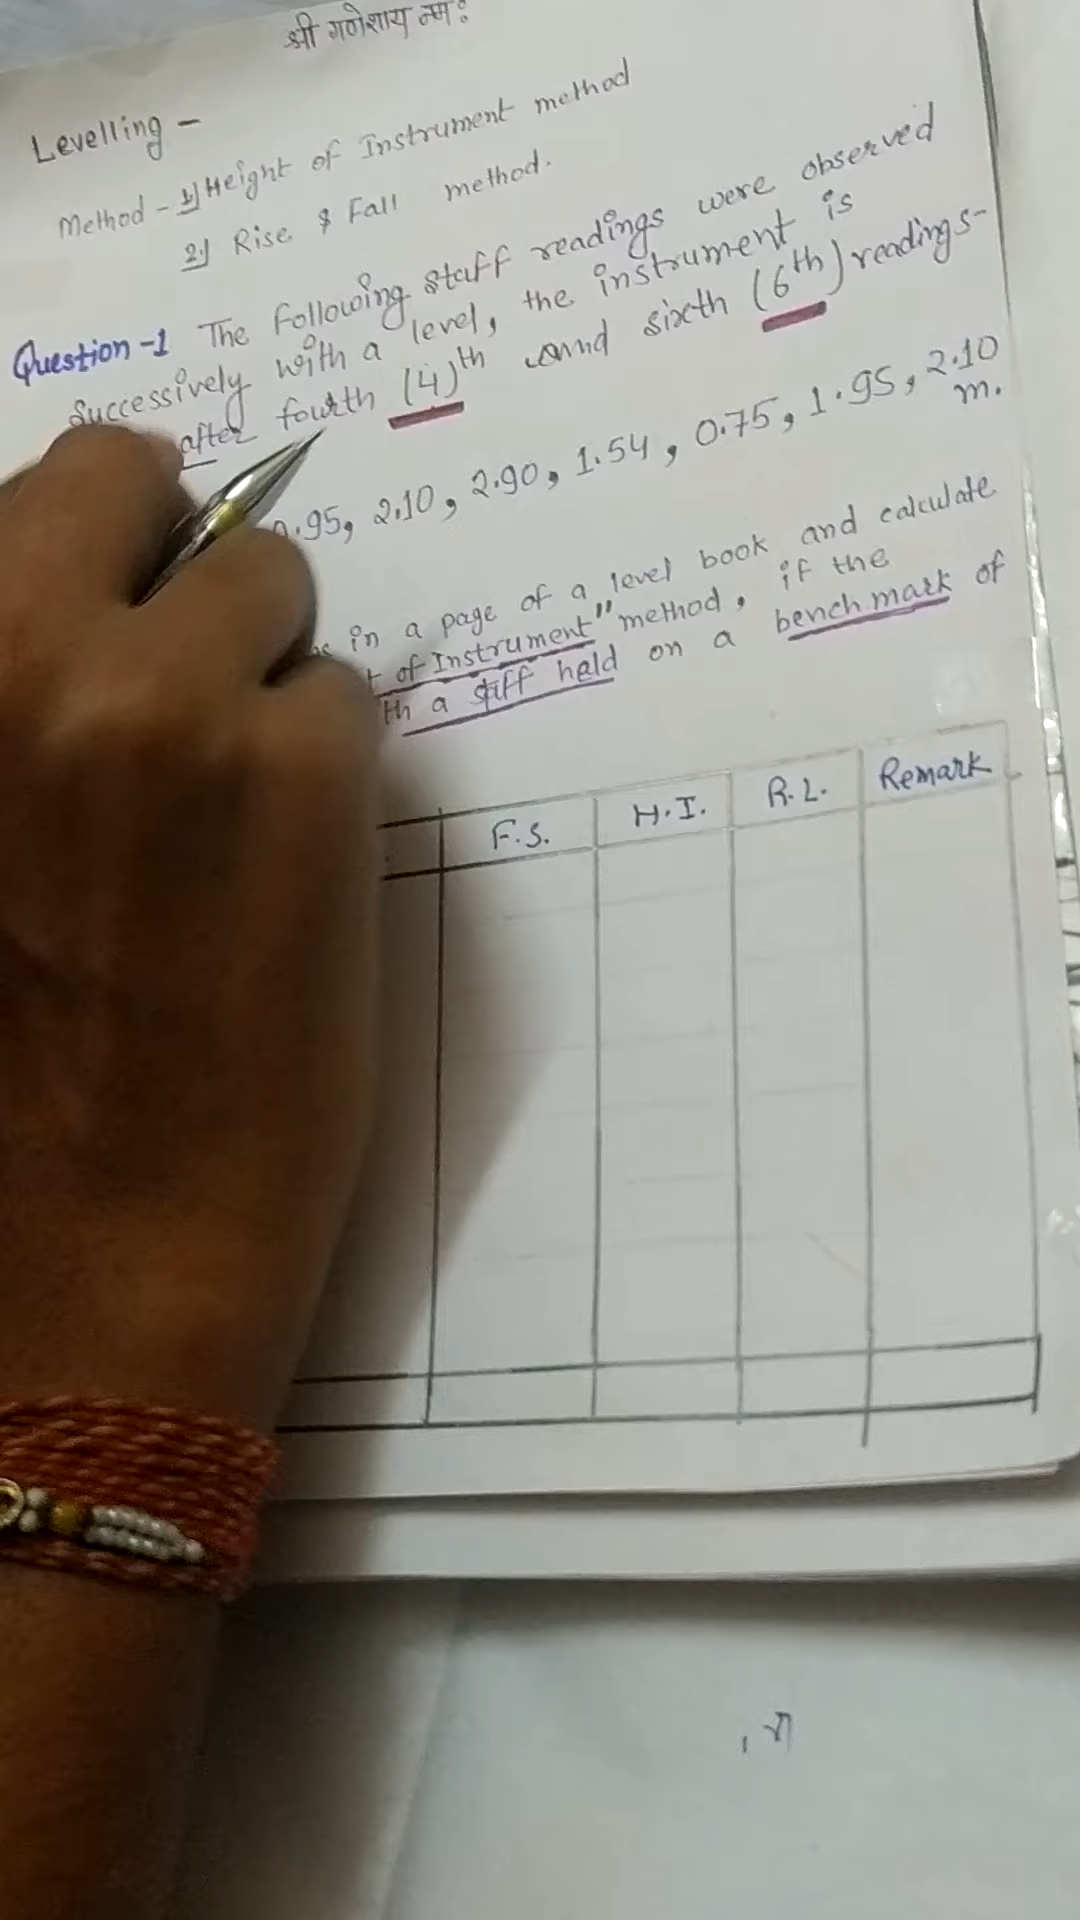 श्री गणेशाय नमः
Levelling -
Method - 1) Height of Instrument method
2) Rise & Fall method.
Question-1 The following staff readings were observed
successively with a level, the instrument is
after fourth (4)th and sixth (6th) readings-
0.95, 2.10, 2.90, 1.54, 0.75, 1.95, 2.10 m.
in a page of a level book and calculate
of Instrument" method, if the
th a staff held on a bench mark of
F.S. H.I. R.L. Remark